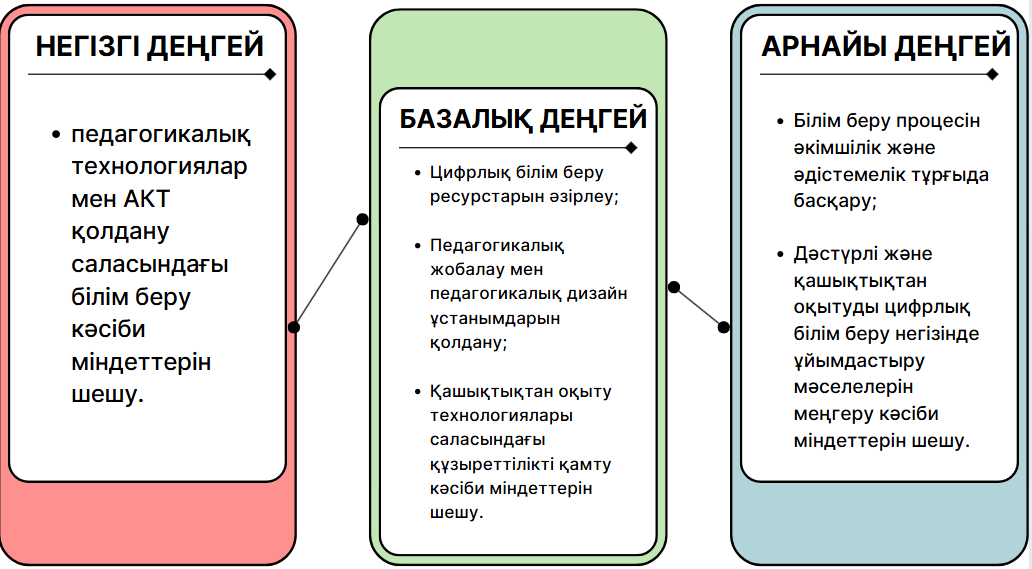 НЕГІЗГІ ДЕҢГЕЙ
• педагогикалық
технологиялар
мен АКТ
қолдану
саласындағы
білім беру
кәсіби
міндеттерін
шешу.
БАЗАЛЫҚ ДЕҢГЕЙ
• Цифрлық білім беру
ресурстарын әзірлеу;
• Педагогикалық
жобалау мен
педагогикалық дизайн
ұстанымдарын
қолдану;
• Қашықтықтан оқыту
технологиялары
саласындағы
құзыреттілікті қамту
кәсіби міндеттерін
шешу.
АРНАЙЫ ДЕҢГЕЙ
• Білім беру процесін
әкімшілік және
әдістемелік тұрғыда
басқару;
• Дәстүрлі және
қашықтықтан
оқытуды цифрлық
білім беру негізінде
ұйымдастыру
мәселелерін
меңгеру кәсіби
міндеттерін шешу.